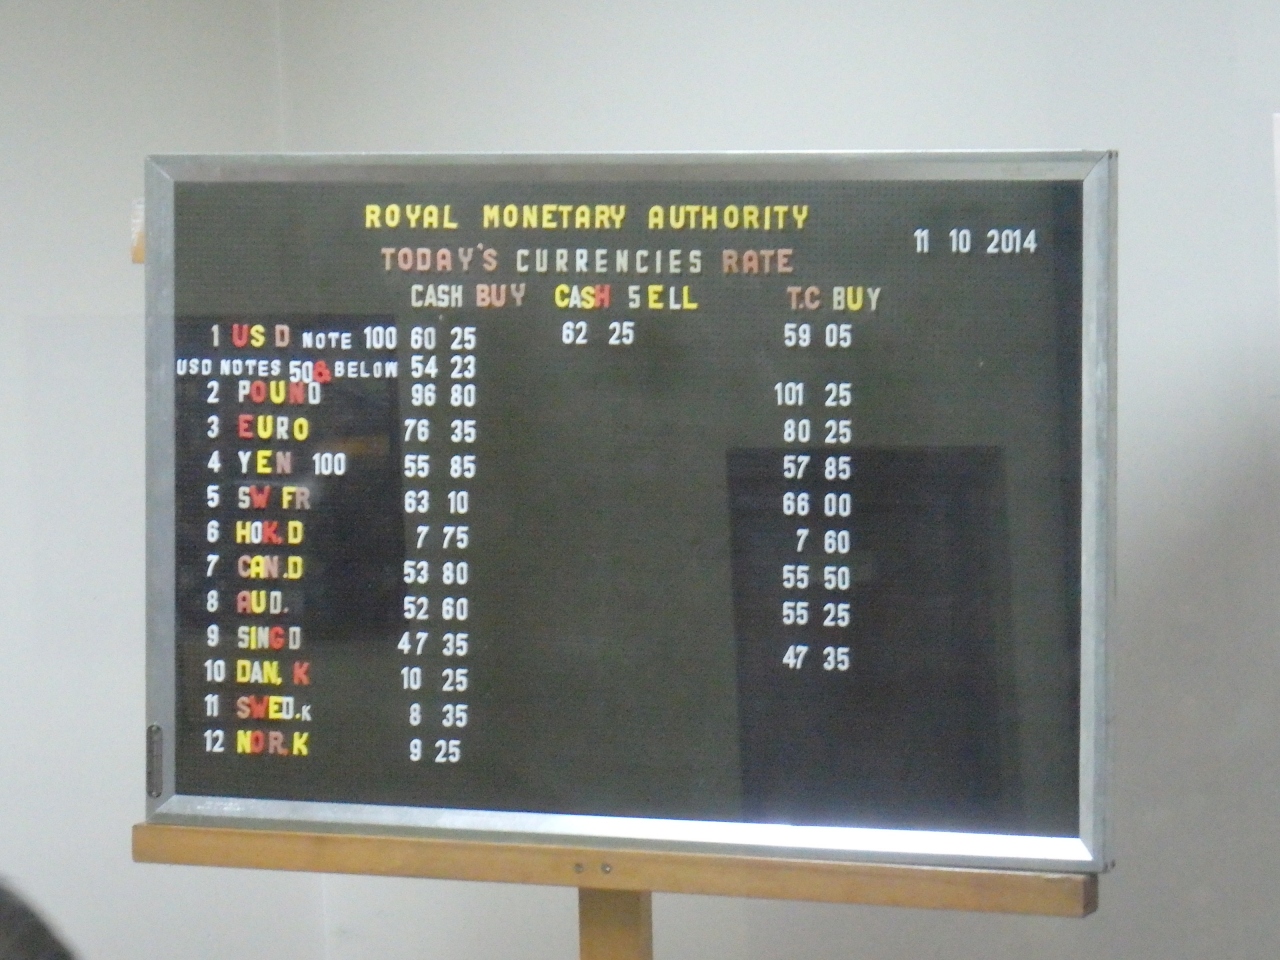 ROYAL MONETARY AUTHORITY
11 10 2014
TODAY'S CURRENCIES RATE
CASH BUY CASH SELL T.C BUY
1 USD NOTE 100 60 25 62 25 59 05
USD NOTES 50& BELOW 54 23
2 POUND 96 80 101 25
3 EURO 76 35 80 25
4 YEN 100 55 85 57 85
5 SW FR 63 10 66 00
6 HOK.D 7 75 7 60
7 CAN.D 53 80 55 50
8 AUD. 52 60 55 25
9 SING D 47 35 47 35
10 DAN, K 10 25
11 SWED.K 8 35
12 NOR.K 9 25